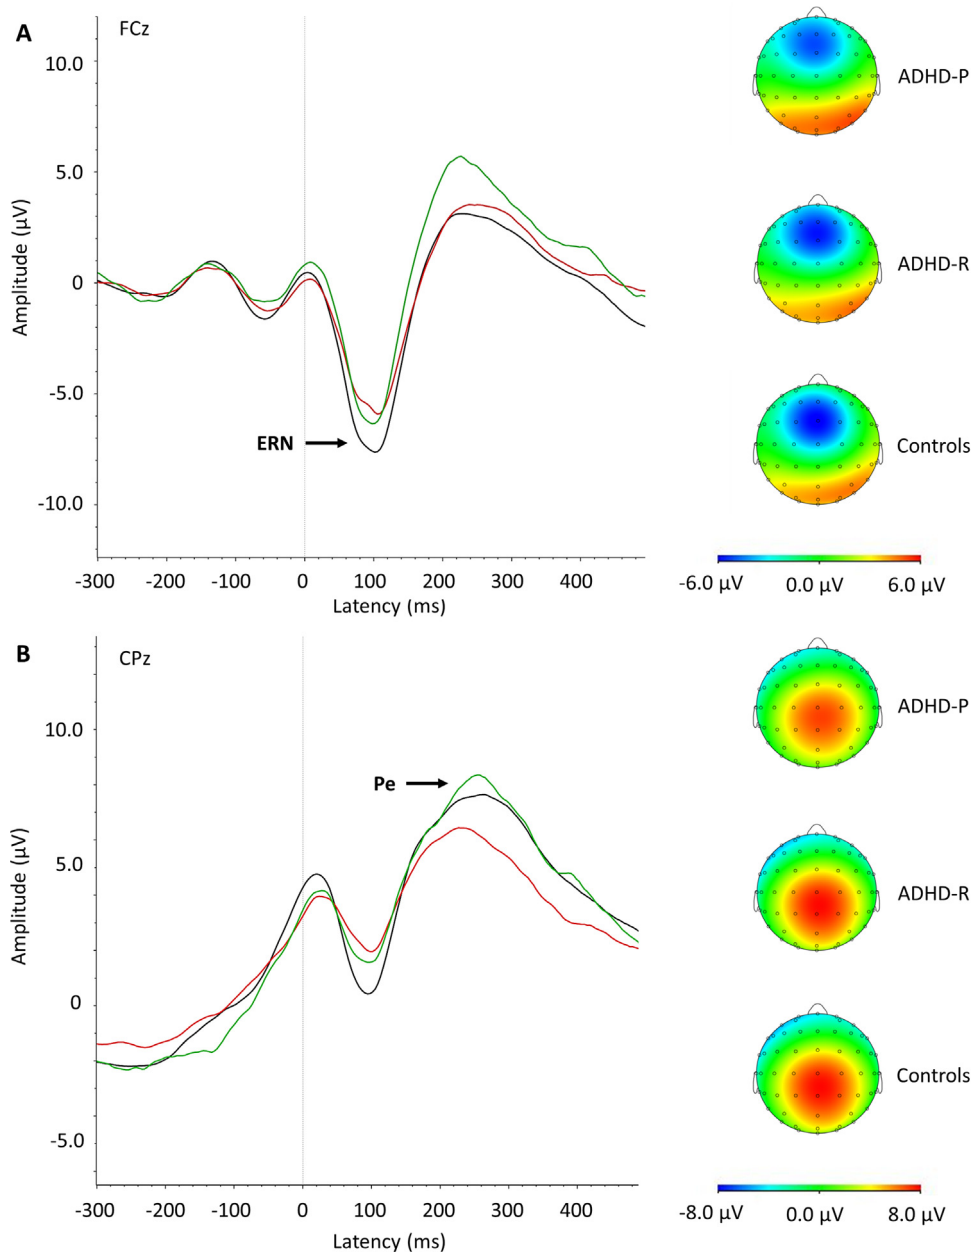 A
FCz
10.0
5.0
0
-5.0
-10.0
Amplitude (µV)
ERN
-300 -200 -100 0 100 200 300 400
Latency (ms)
ADHD-P
ADHD-R
Controls
-6.0 µV 0.0 µV 6.0 µV
B
CPz
10.0
5.0
0
-5.0
Amplitude (µV)
Pe
-300 -200 -100 0 100 200 300 400
Latency (ms)
ADHD-P
ADHD-R
Controls
-8.0 µV 0.0 µV 8.0 µV